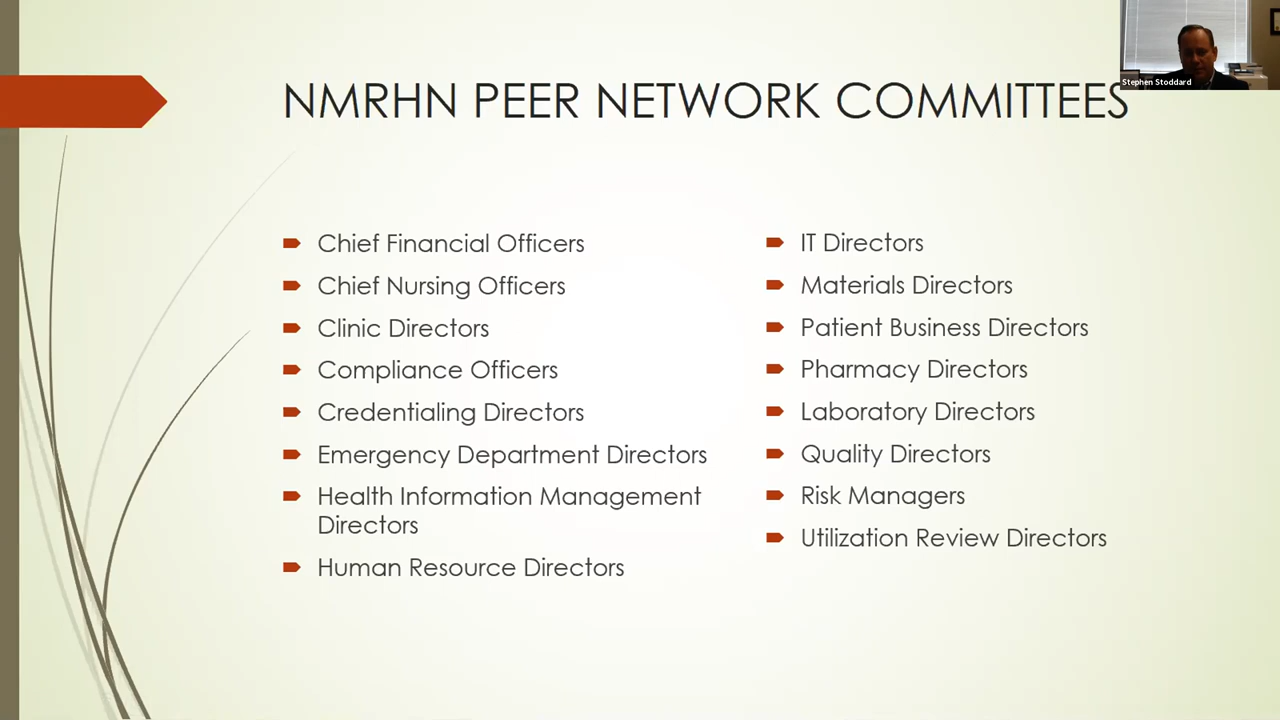 NMRHN PEER NETWORK COMMITTEES
Stephen Stoddard
Chief Financial Officers
Chief Nursing Officers
Clinic Directors
Compliance Officers
Credentialing Directors
Emergency Department Directors
Health Information Management
Directors
Human Resource Directors
IT Directors
Materials Directors
Patient Business Directors
Pharmacy Directors
Laboratory Directors
Quality Directors
Risk Managers
Utilization Review Directors